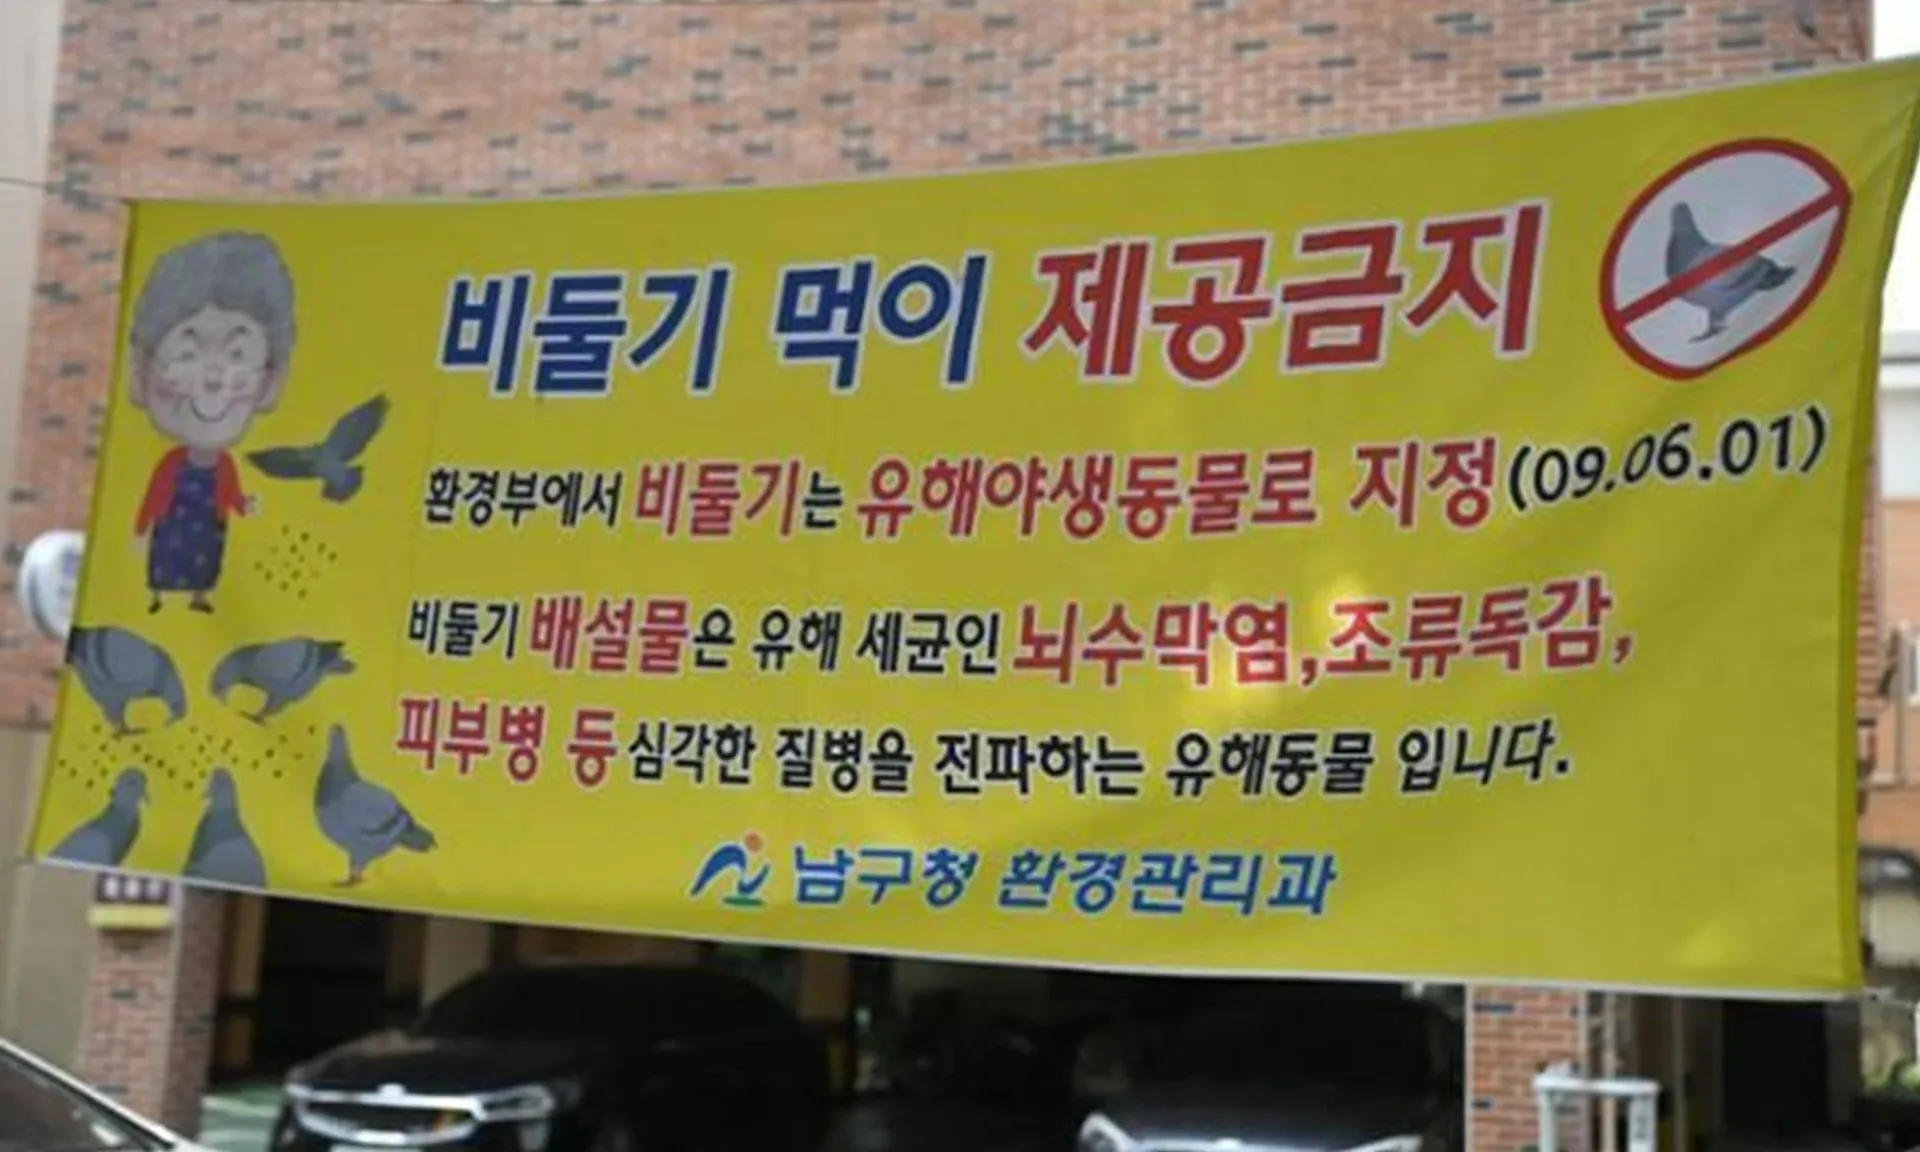 비둘기 먹이 제공금지
환경부에서 비둘기는 유해야생동물로 지정(09.06.01)
비둘기 배설물은 유해 세균인 뇌수막염,조류독감,
피부병 등 심각한 질병을 전파하는 유해동물 입니다.
남구청 환경관리과